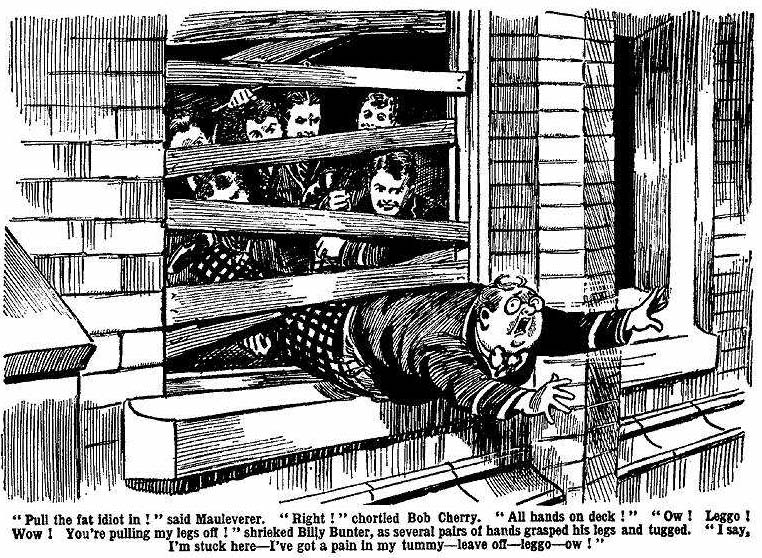 "Pull the fat idiot in!" said Mauleverer. "Right!" chortled Bob Cherry. "All hands on deck!" "Ow! Leggo!
Wow! You're pulling my legs off!" shrieked Billy Bunter, as several pairs of hands grasped his legs and tugged. "I say,
I'm stuck here—I've got a pain in my tummy—leave off—leggo—ow!"